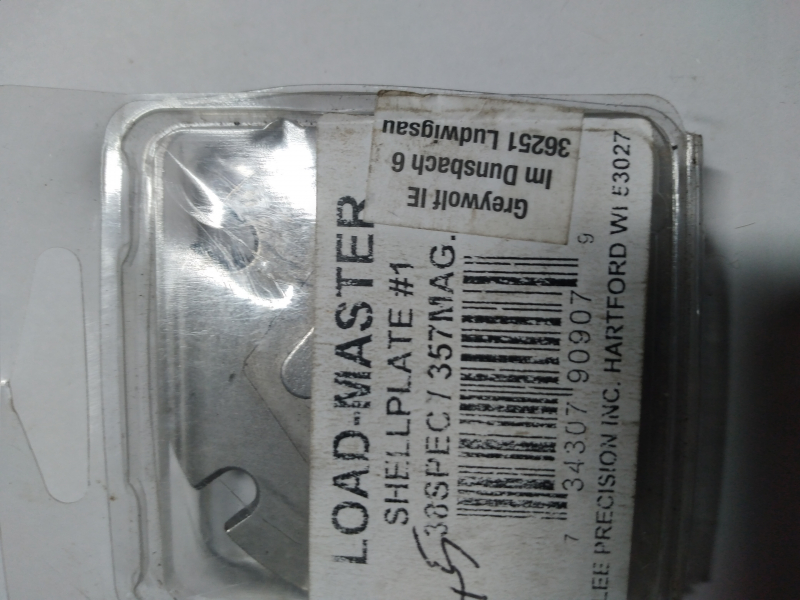 LOAD-MASTER
SHELLPLATE #1
38SPEC / 357MAG.
7 34307 90907 9
LEE PRECISION INC. HARTFORD WI 53027
Greywolf IE
Im Dunsbach 6
36251 Ludwigsau